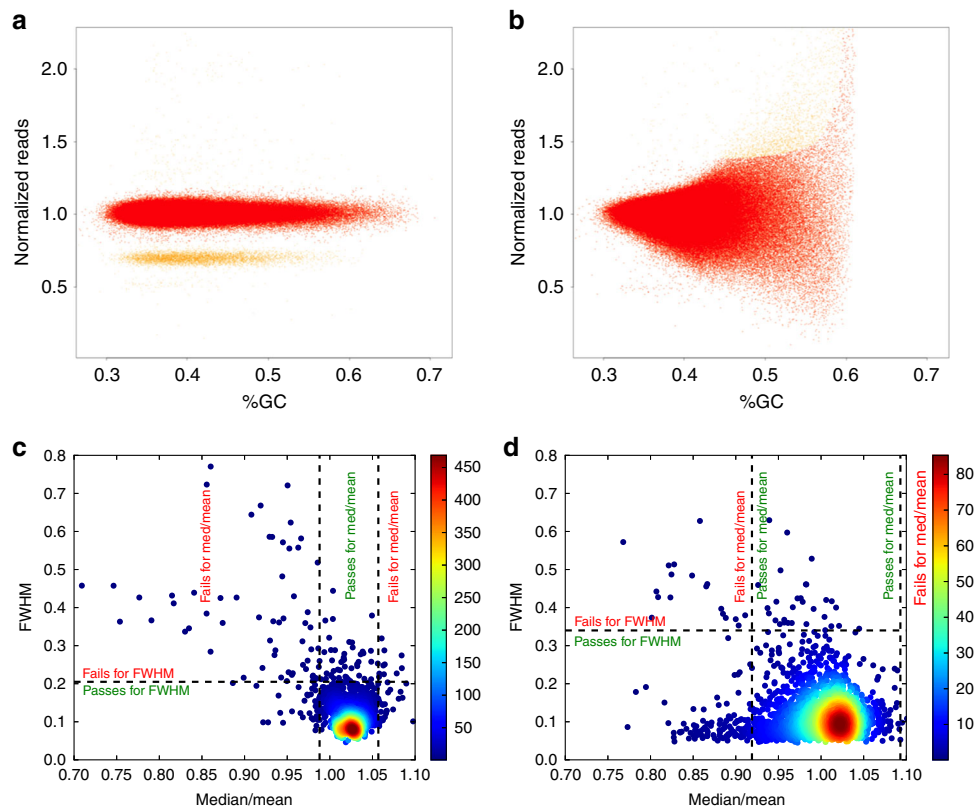 a
b
Normalized reads
2.0
1.5
1.0
0.5
0.3 0.4 0.5 0.6 0.7
%GC
Normalized reads
2.0
1.5
1.0
0.5
0.3 0.4 0.5 0.6 0.7
%GC
c
FWHM
0.8
0.7
0.6
0.5
0.4
0.3
0.2
0.1
0.0
0.70 0.75 0.80 0.85 0.90 0.95 1.00 1.05 1.10
Median/mean
Fails for med/mean
Passes for med/mean
Fails for med/mean
Fails for FWHM
Passes for FWHM
450
400
350
300
250
200
150
100
50
d
FWHM
0.8
0.7
0.6
0.5
0.4
0.3
0.2
0.1
0.0
0.70 0.75 0.80 0.85 0.90 0.95 1.00 1.05 1.10
Median/mean
Fails for med/mean
Passes for med/mean
Passes for med/mean
Fails for med/mean
Fails for FWHM
Passes for FWHM
80
70
60
50
40
30
20
10